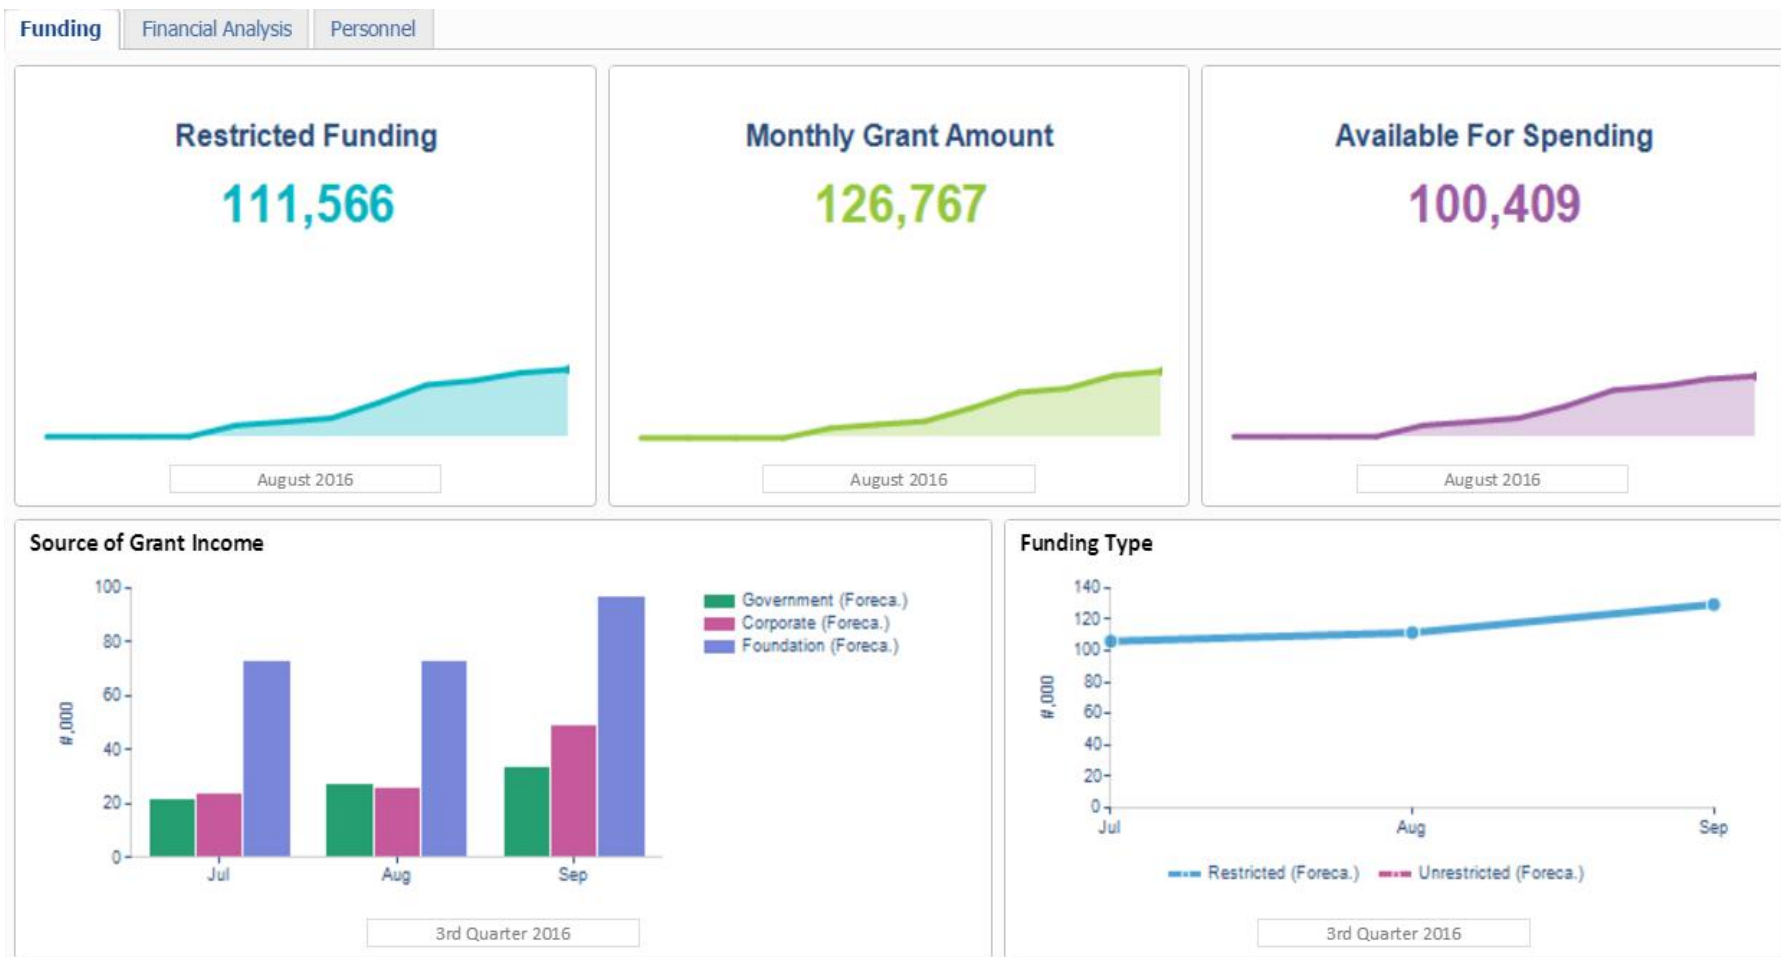 Funding Financial Analysis Personnel
Restricted Funding
111,566
August 2016
Monthly Grant Amount
126,767
August 2016
Available For Spending
100,409
August 2016
Source of Grant Income
#,000
100
80
60
40
20
0
Jul Aug Sep
Government (Foreca.)
Corporate (Foreca.)
Foundation (Foreca.)
3rd Quarter 2016
Funding Type
#,000
140
120
100
80
60
40
20
0
Jul Aug Sep
Restricted (Foreca.) Unrestricted (Foreca.)
3rd Quarter 2016